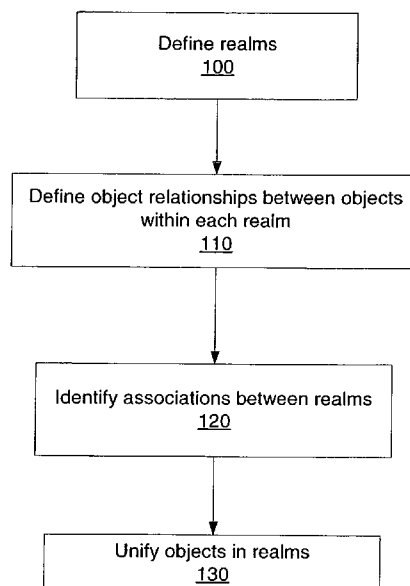 Define realms
100
Define object relationships between objects
within each realm
110
Identify associations between realms
120
Unify objects in realms
130